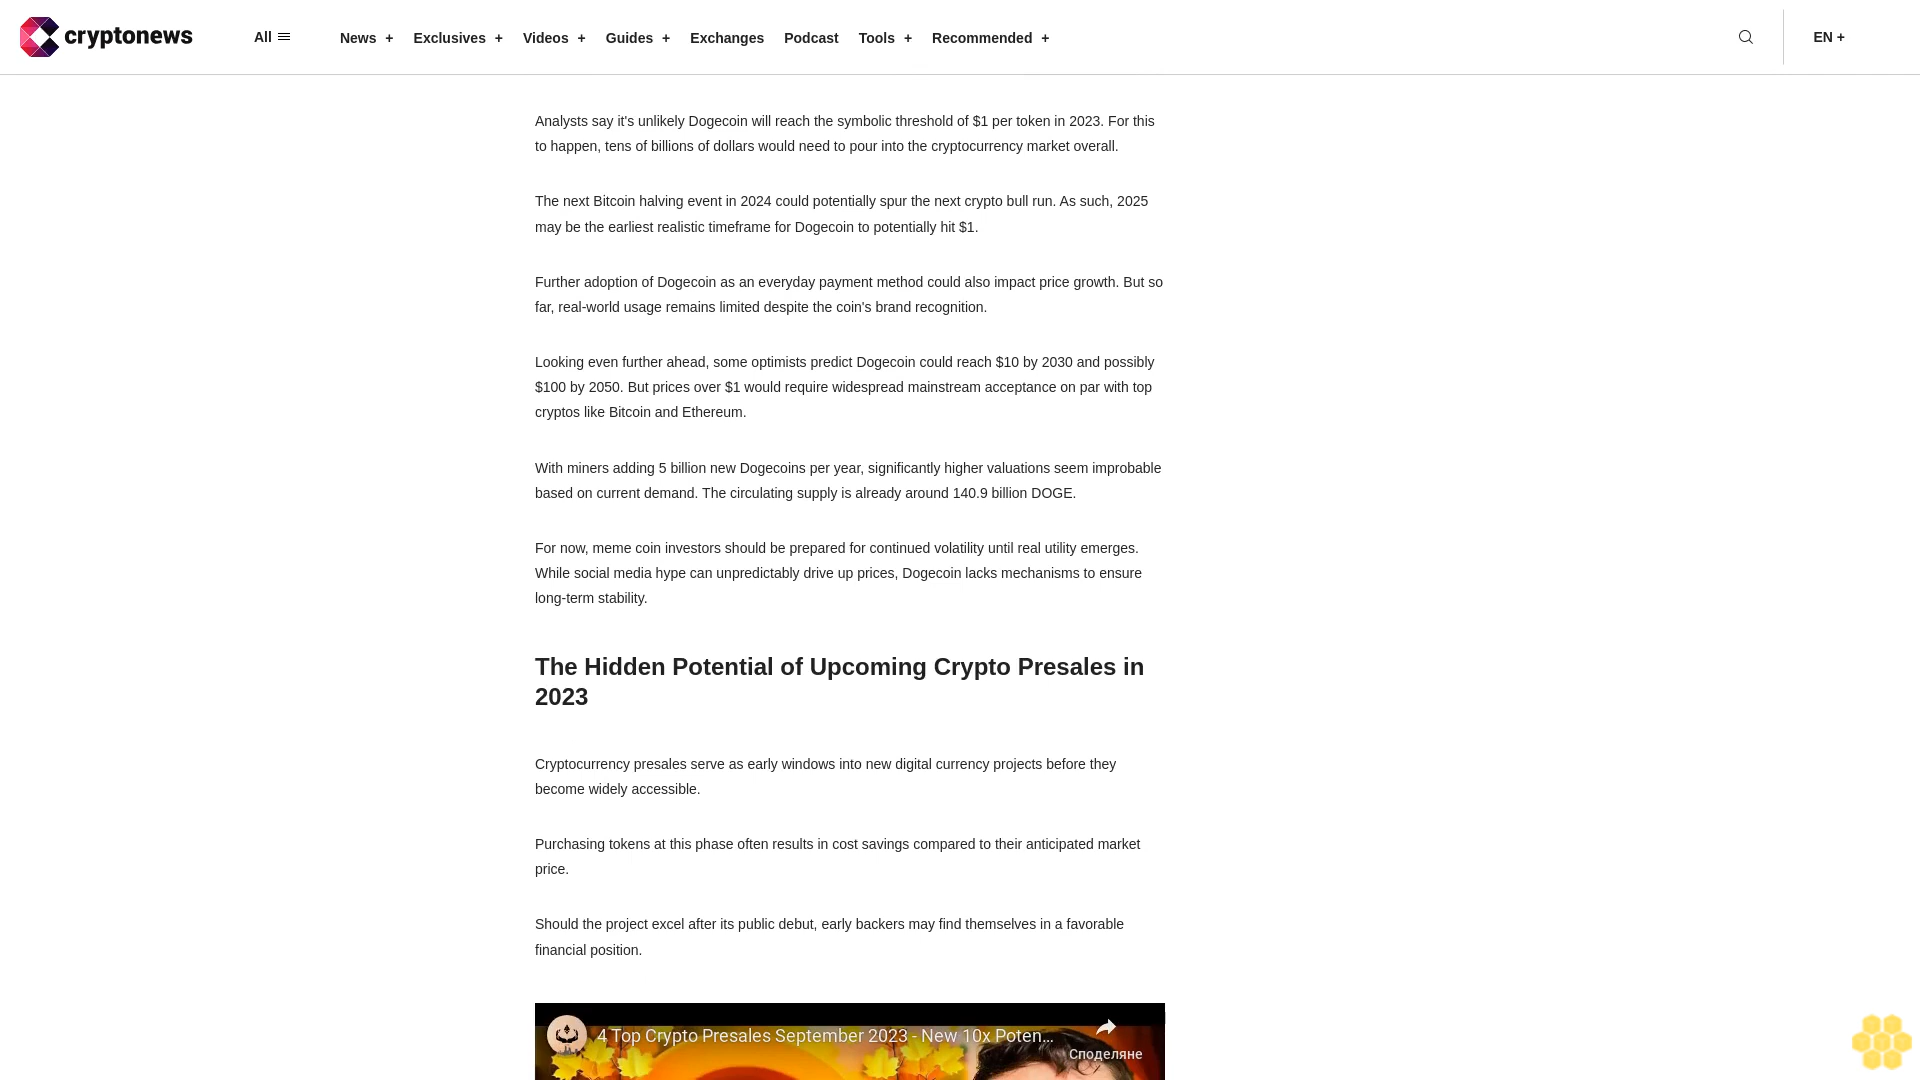 cryptonews
All
News + Exclusives + Videos + Guides + Exchanges Podcast Tools + Recommended +
EN +
Analysts say it's unlikely Dogecoin will reach the symbolic threshold of $1 per token in 2023. For this
to happen, tens of billions of dollars would need to pour into the cryptocurrency market overall.
The next Bitcoin halving event in 2024 could potentially spur the next crypto bull run. As such, 2025
may be the earliest realistic timeframe for Dogecoin to potentially hit $1.
Further adoption of Dogecoin as an everyday payment method could also impact price growth. But so
far, real-world usage remains limited despite the coin's brand recognition.
Looking even further ahead, some optimists predict Dogecoin could reach $10 by 2030 and possibly
$100 by 2050. But prices over $1 would require widespread mainstream acceptance on par with top
cryptos like Bitcoin and Ethereum.
With miners adding 5 billion new Dogecoins per year, significantly higher valuations seem improbable
based on current demand. The circulating supply is already around 140.9 billion DOGE.
For now, meme coin investors should be prepared for continued volatility until real utility emerges.
While social media hype can unpredictably drive up prices, Dogecoin lacks mechanisms to ensure
long-term stability.
The Hidden Potential of Upcoming Crypto Presales in
2023
Cryptocurrency presales serve as early windows into new digital currency projects before they
become widely accessible.
Purchasing tokens at this phase often results in cost savings compared to their anticipated market
price.
Should the project excel after its public debut, early backers may find themselves in a favorable
financial position.
4 Top Crypto Presales September 2023 - New 10x Poten...
Споделяне